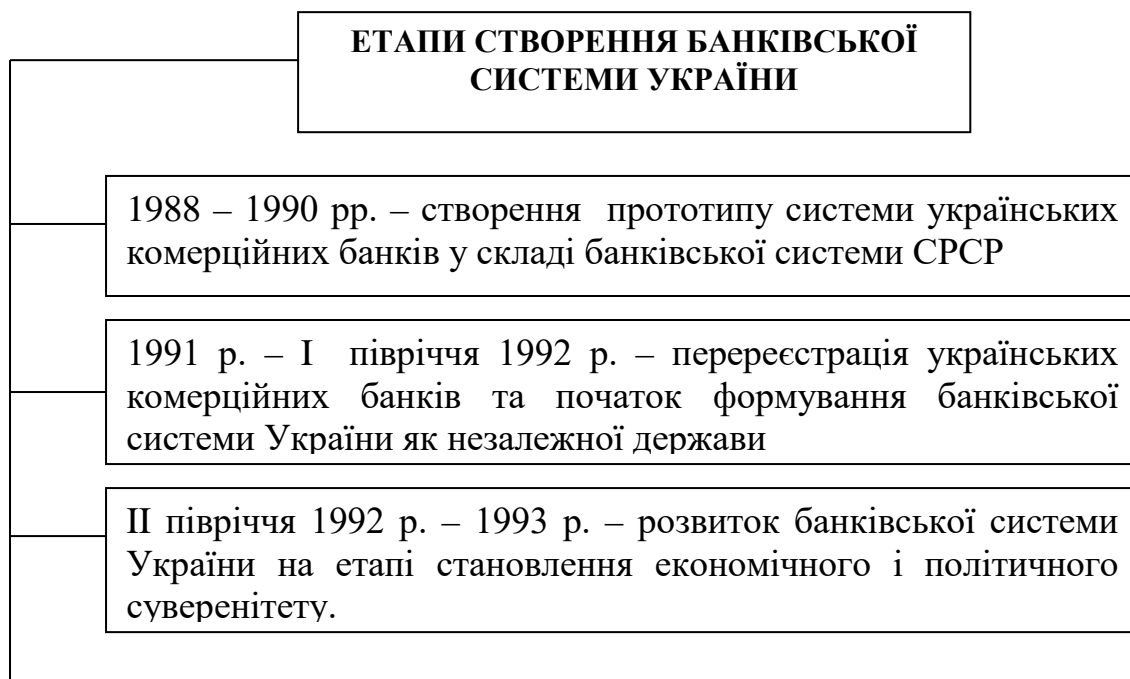 ЕТАПИ СТВОРЕННЯ БАНКІВСЬКОЇ
СИСТЕМИ УКРАЇНИ
1988 – 1990 рр. – створення прототипу системи українських
комерційних банків у складі банківської системи СРСР
1991 р. – І півріччя 1992 р. – перереєстрація українських
комерційних банків та початок формування банківської
системи України як незалежної держави
ІІ півріччя 1992 р. – 1993 р. – розвиток банківської системи
України на етапі становлення економічного і політичного
суверенітету.